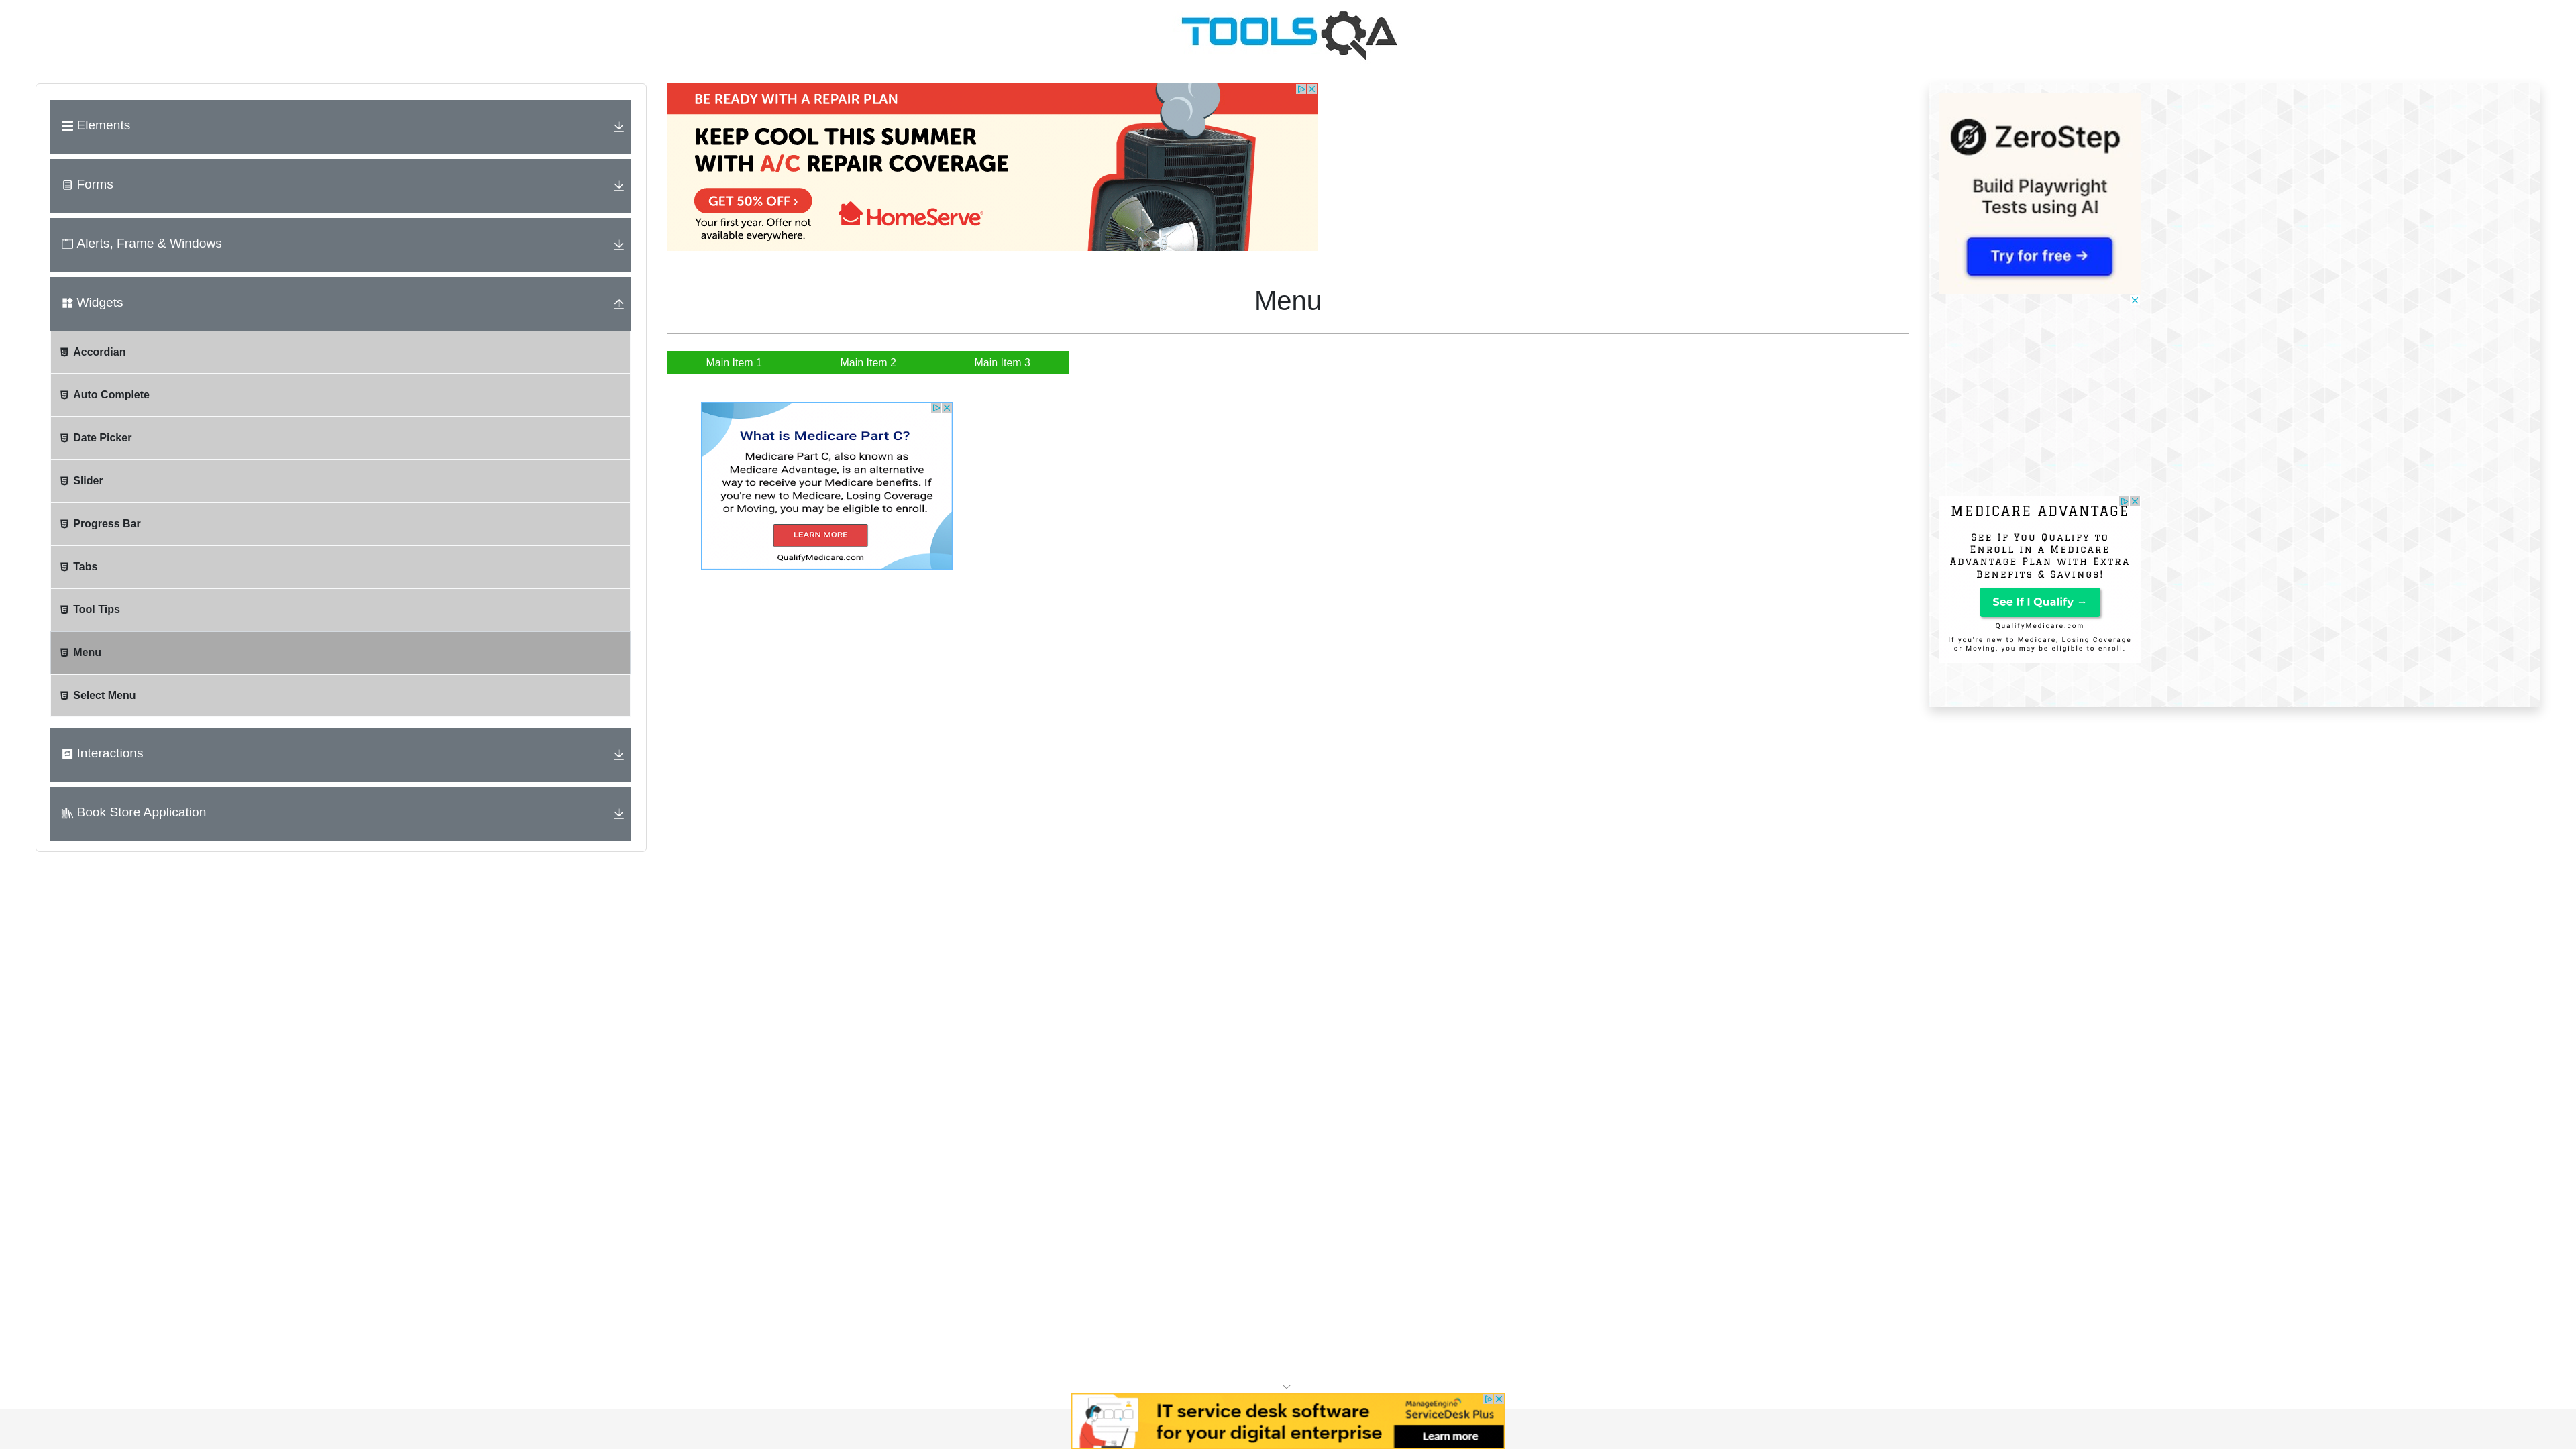 TOOLSQA
Elements
Forms
Alerts, Frame & Windows
Widgets
Accordian
Auto Complete
Date Picker
Slider
Progress Bar
Tabs
Tool Tips
Menu
Select Menu
Interactions
Book Store Application
BE READY WITH A REPAIR PLAN
KEEP COOL THIS SUMMER
WITH A/C REPAIR COVERAGE
GET 50% OFF ›
Your first year. Offer not
available everywhere.
HomeServe
Menu
Main Item 1
Main Item 2
Main Item 3
What is Medicare Part C?
Medicare Part C, also known as
Medicare Advantage, is an alternative
way to receive your Medicare benefits. If
you're new to Medicare, Losing Coverage
or Moving, you may be eligible to enroll.
LEARN MORE
QualifyMedicare.com
ZeroStep
Build Playwright
Tests using AI
Try for free →
MEDICARE ADVANTAGE
See If You Qualify to
Enroll in a Medicare
Advantage Plan with Extra
Benefits & Savings!
See If I Qualify →
QualifyMedicare.com
If you're new to Medicare, Losing Coverage
or Moving, you may be eligible to enroll.
IT service desk software
for your digital enterprise
ManageEngine
ServiceDesk Plus
Learn more